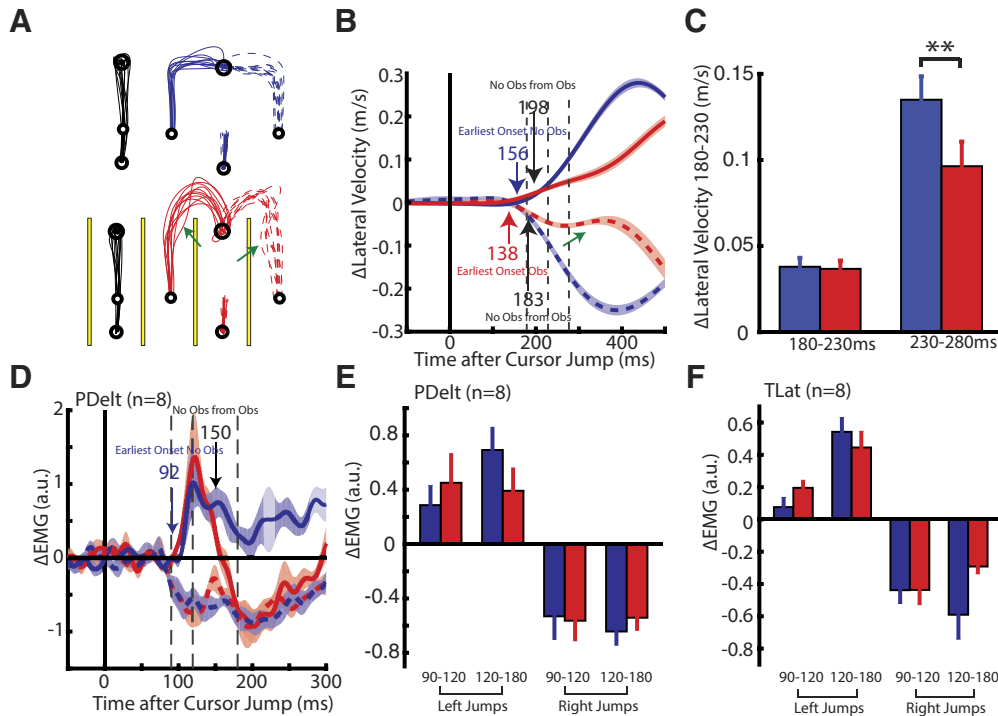 A
B
ΔLateral Velocity (m/s)
0.3
0.2
0.1
0
-0.1
-0.2
-0.3
No Obs from Obs
198
Earliest Onset No Obs
156
138
Earliest Onset Obs
183
No Obs from Obs
0
200
400
Time after Cursor Jump (ms)
C
ΔLateral Velocity 180-230 (m/s)
0.15
0.1
0.05
0
**
180-230ms
230-280ms
D
PDelt (n=8)
ΔEMG (a.u.)
2
1
0
-1
No Obs from Obs
150
Earliest Onset No Obs
92
0
100
200
300
Time after Cursor Jump (ms)
E
PDelt (n=8)
ΔEMG (a.u.)
0.8
0.4
0
-0.4
-0.8
90-120
120-180
90-120
120-180
Left Jumps
Right Jumps
F
TLat (n=8)
ΔEMG (a.u.)
0.6
0.4
0.2
0
-0.2
-0.4
-0.6
-0.8
90-120
120-180
90-120
120-180
Left Jumps
Right Jumps